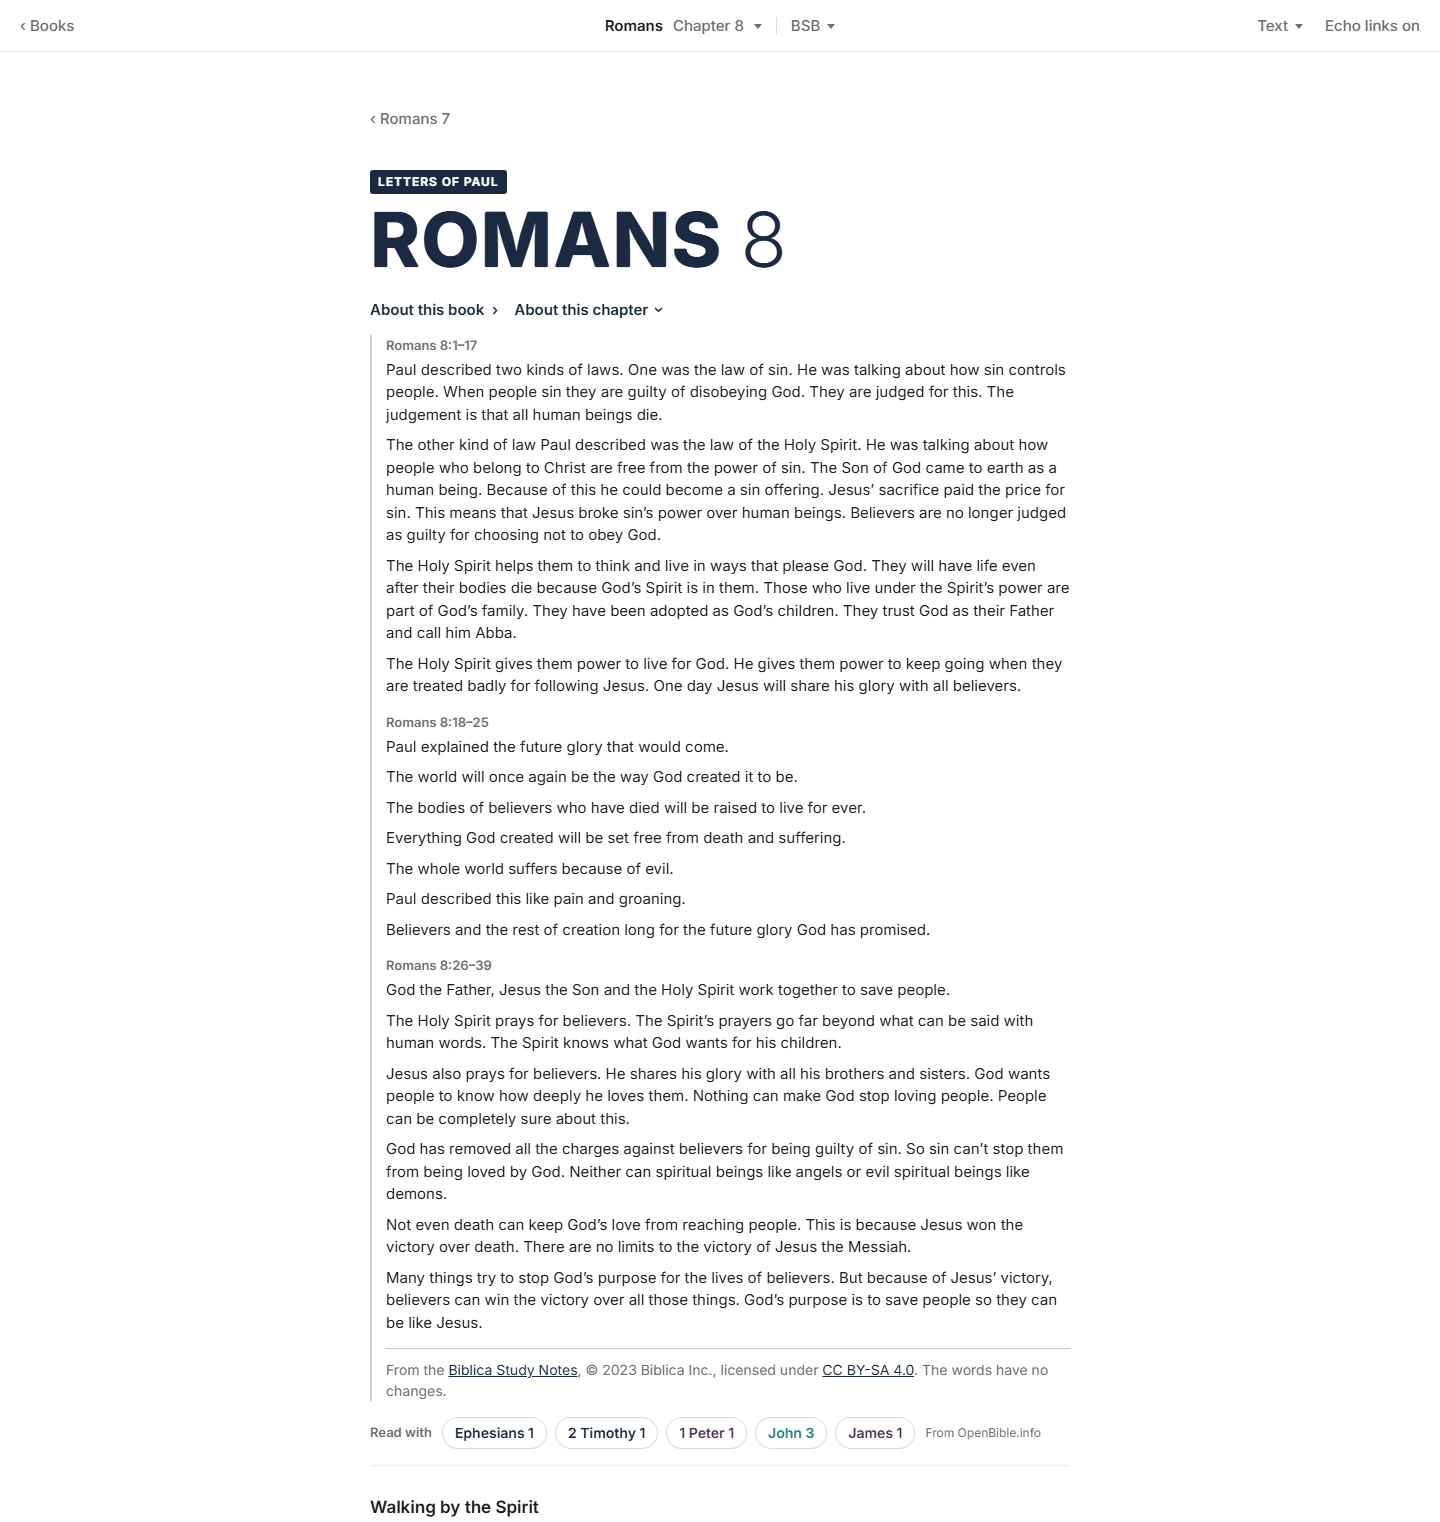 ‹ Books
Romans Chapter 8 BSB
Text Echo links on
‹ Romans 7
LETTERS OF PAUL
ROMANS 8
About this book › About this chapter
Romans 8:1–17
Paul described two kinds of laws. One was the law of sin. He was talking about how sin controls
people. When people sin they are guilty of disobeying God. They are judged for this. The
judgement is that all human beings die.
The other kind of law Paul described was the law of the Holy Spirit. He was talking about how
people who belong to Christ are free from the power of sin. The Son of God came to earth as a
human being. Because of this he could become a sin offering. Jesus’ sacrifice paid the price for
sin. This means that Jesus broke sin’s power over human beings. Believers are no longer judged
as guilty for choosing not to obey God.
The Holy Spirit helps them to think and live in ways that please God. They will have life even
after their bodies die because God’s Spirit is in them. Those who live under the Spirit’s power are
part of God’s family. They have been adopted as God’s children. They trust God as their Father
and call him Abba.
The Holy Spirit gives them power to live for God. He gives them power to keep going when they
are treated badly for following Jesus. One day Jesus will share his glory with all believers.
Romans 8:18–25
Paul explained the future glory that would come.
The world will once again be the way God created it to be.
The bodies of believers who have died will be raised to live for ever.
Everything God created will be set free from death and suffering.
The whole world suffers because of evil.
Paul described this like pain and groaning.
Believers and the rest of creation long for the future glory God has promised.
Romans 8:26–39
God the Father, Jesus the Son and the Holy Spirit work together to save people.
The Holy Spirit prays for believers. The Spirit’s prayers go far beyond what can be said with
human words. The Spirit knows what God wants for his children.
Jesus also prays for believers. He shares his glory with all his brothers and sisters. God wants
people to know how deeply he loves them. Nothing can make God stop loving people. People
can be completely sure about this.
God has removed all the charges against believers for being guilty of sin. So sin can’t stop them
from being loved by God. Neither can spiritual beings like angels or evil spiritual beings like
demons.
Not even death can keep God’s love from reaching people. This is because Jesus won the
victory over death. There are no limits to the victory of Jesus the Messiah.
Many things try to stop God’s purpose for the lives of believers. But because of Jesus’ victory,
believers can win the victory over all those things. God’s purpose is to save people so they can
be like Jesus.
From the Biblica Study Notes, © 2023 Biblica Inc., licensed under CC BY-SA 4.0. The words have no
changes.
Read with Ephesians 1 2 Timothy 1 1 Peter 1 John 3 James 1 From OpenBible.info
Walking by the Spirit